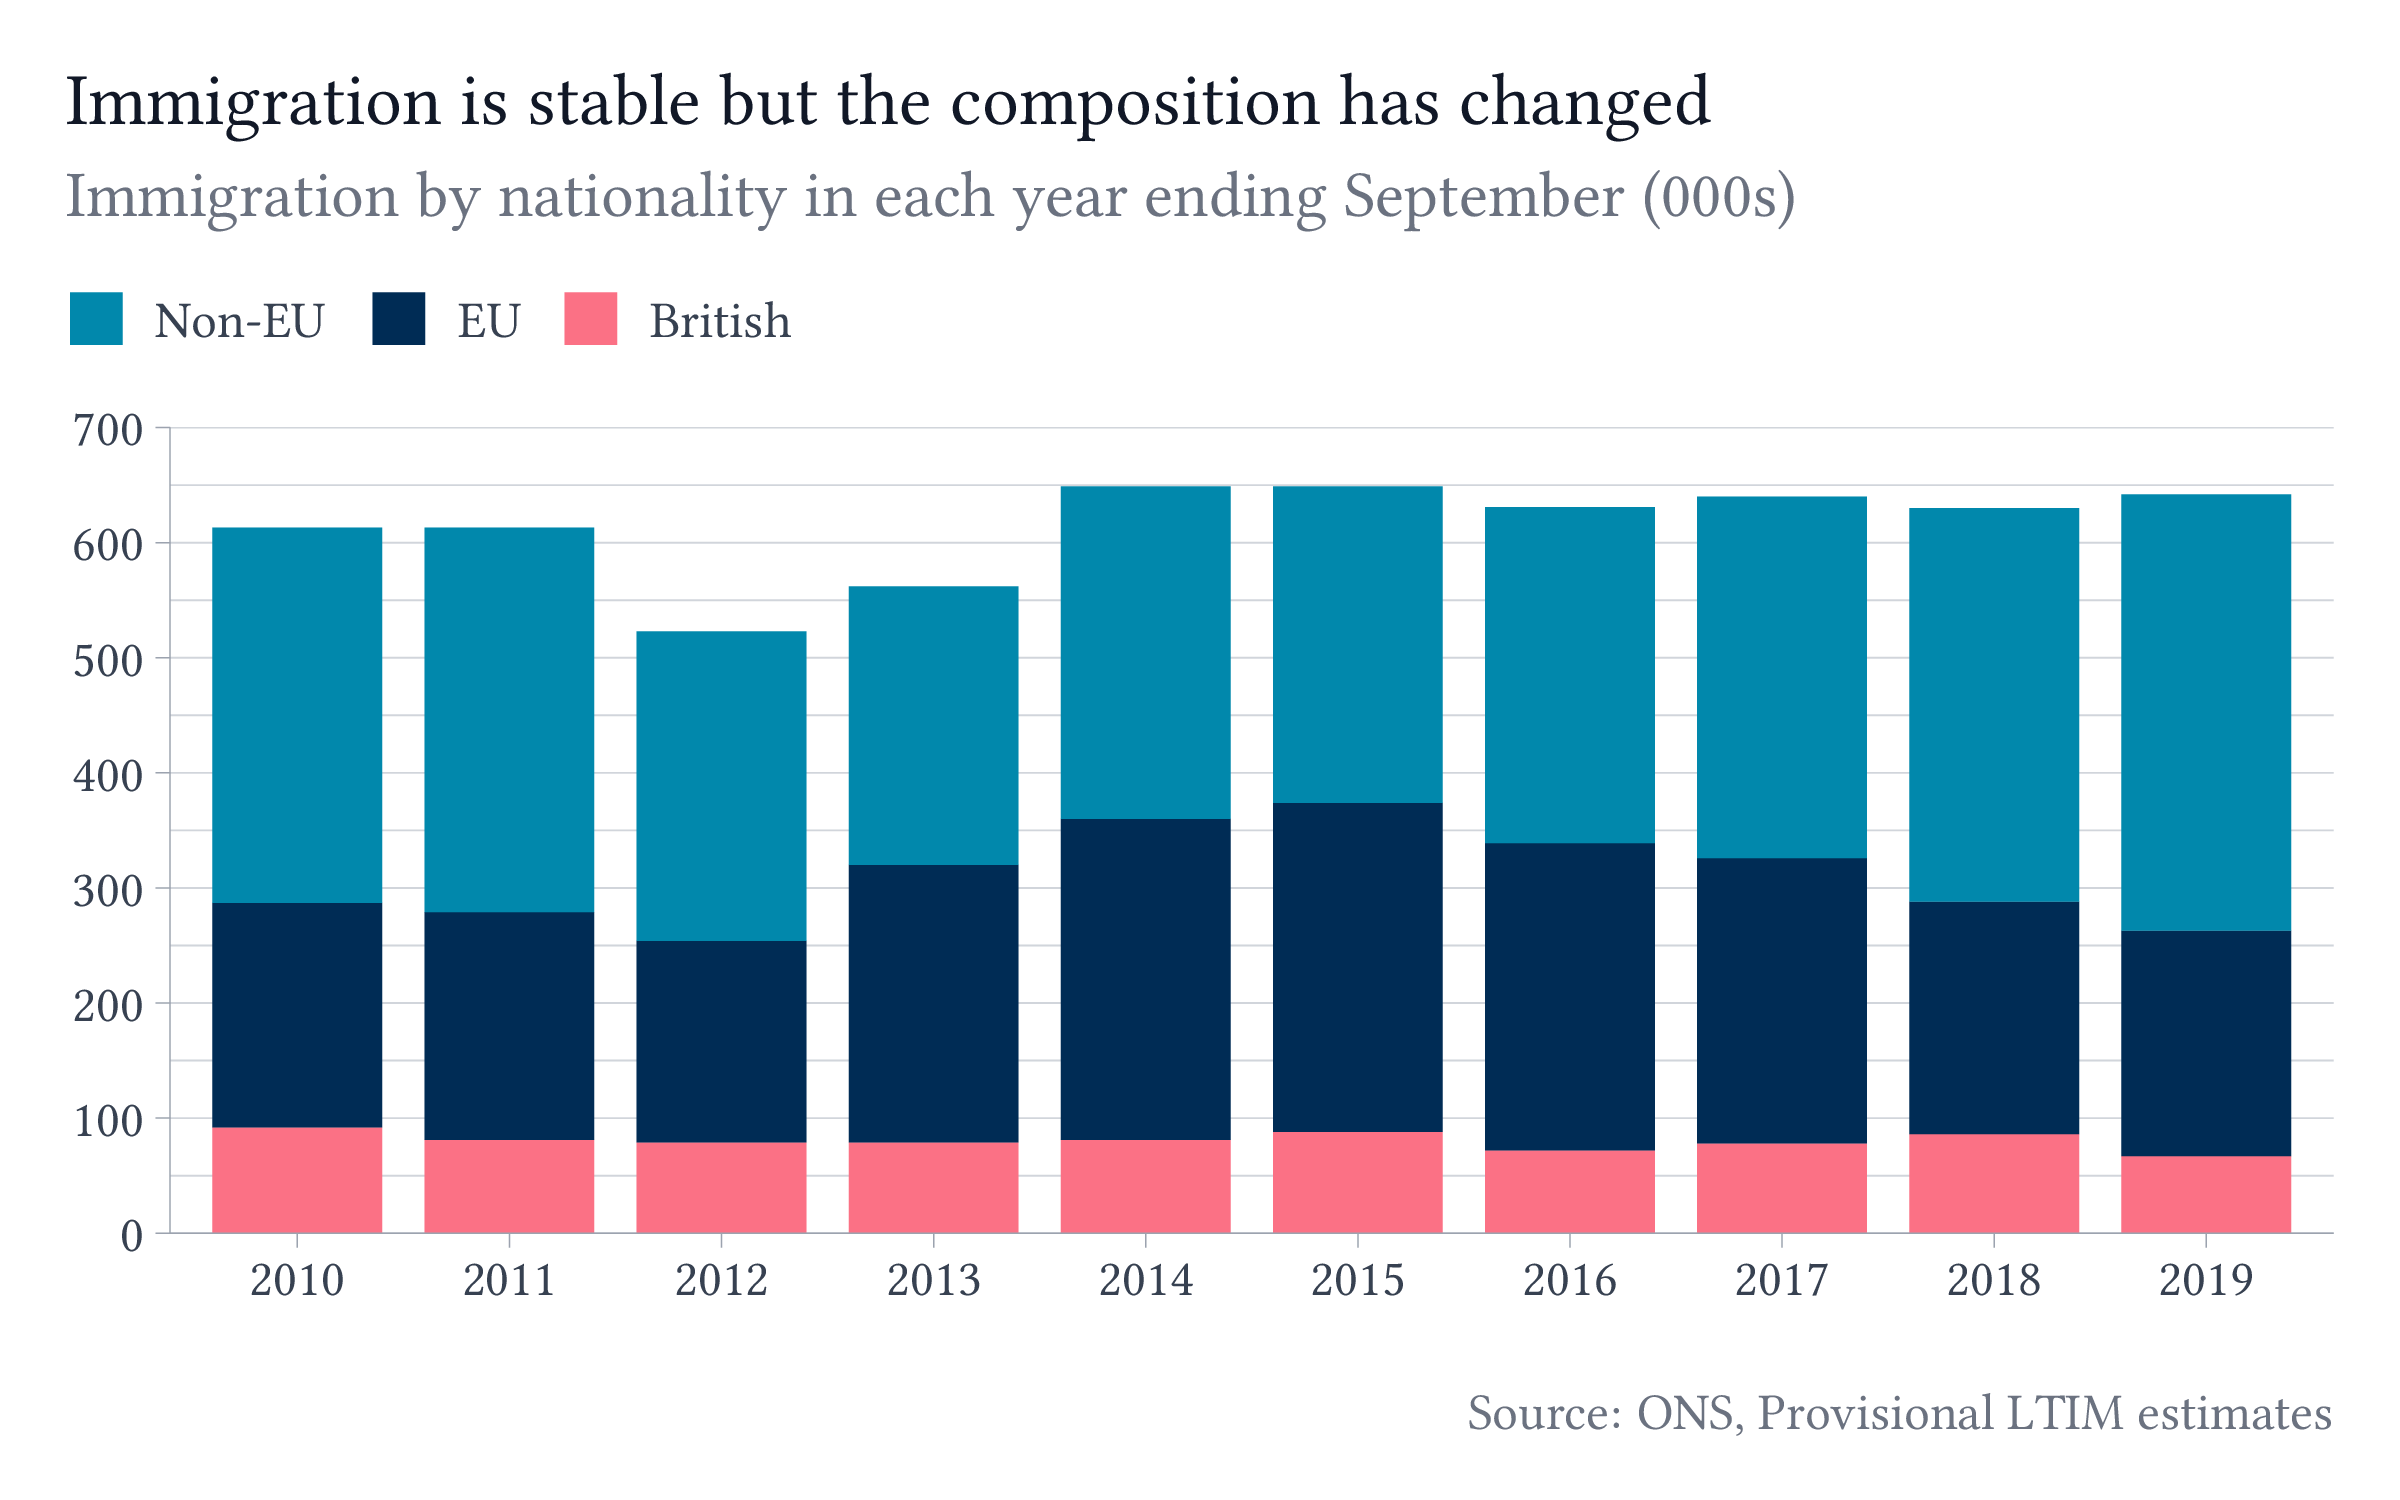 Immigration is stable but the composition has changed
Immigration by nationality in each year ending September (000s)
Non-EU EU British
700
600
500
400
300
200
100
0
2010 2011 2012 2013 2014 2015 2016 2017 2018 2019
Source: ONS, Provisional LTIM estimates